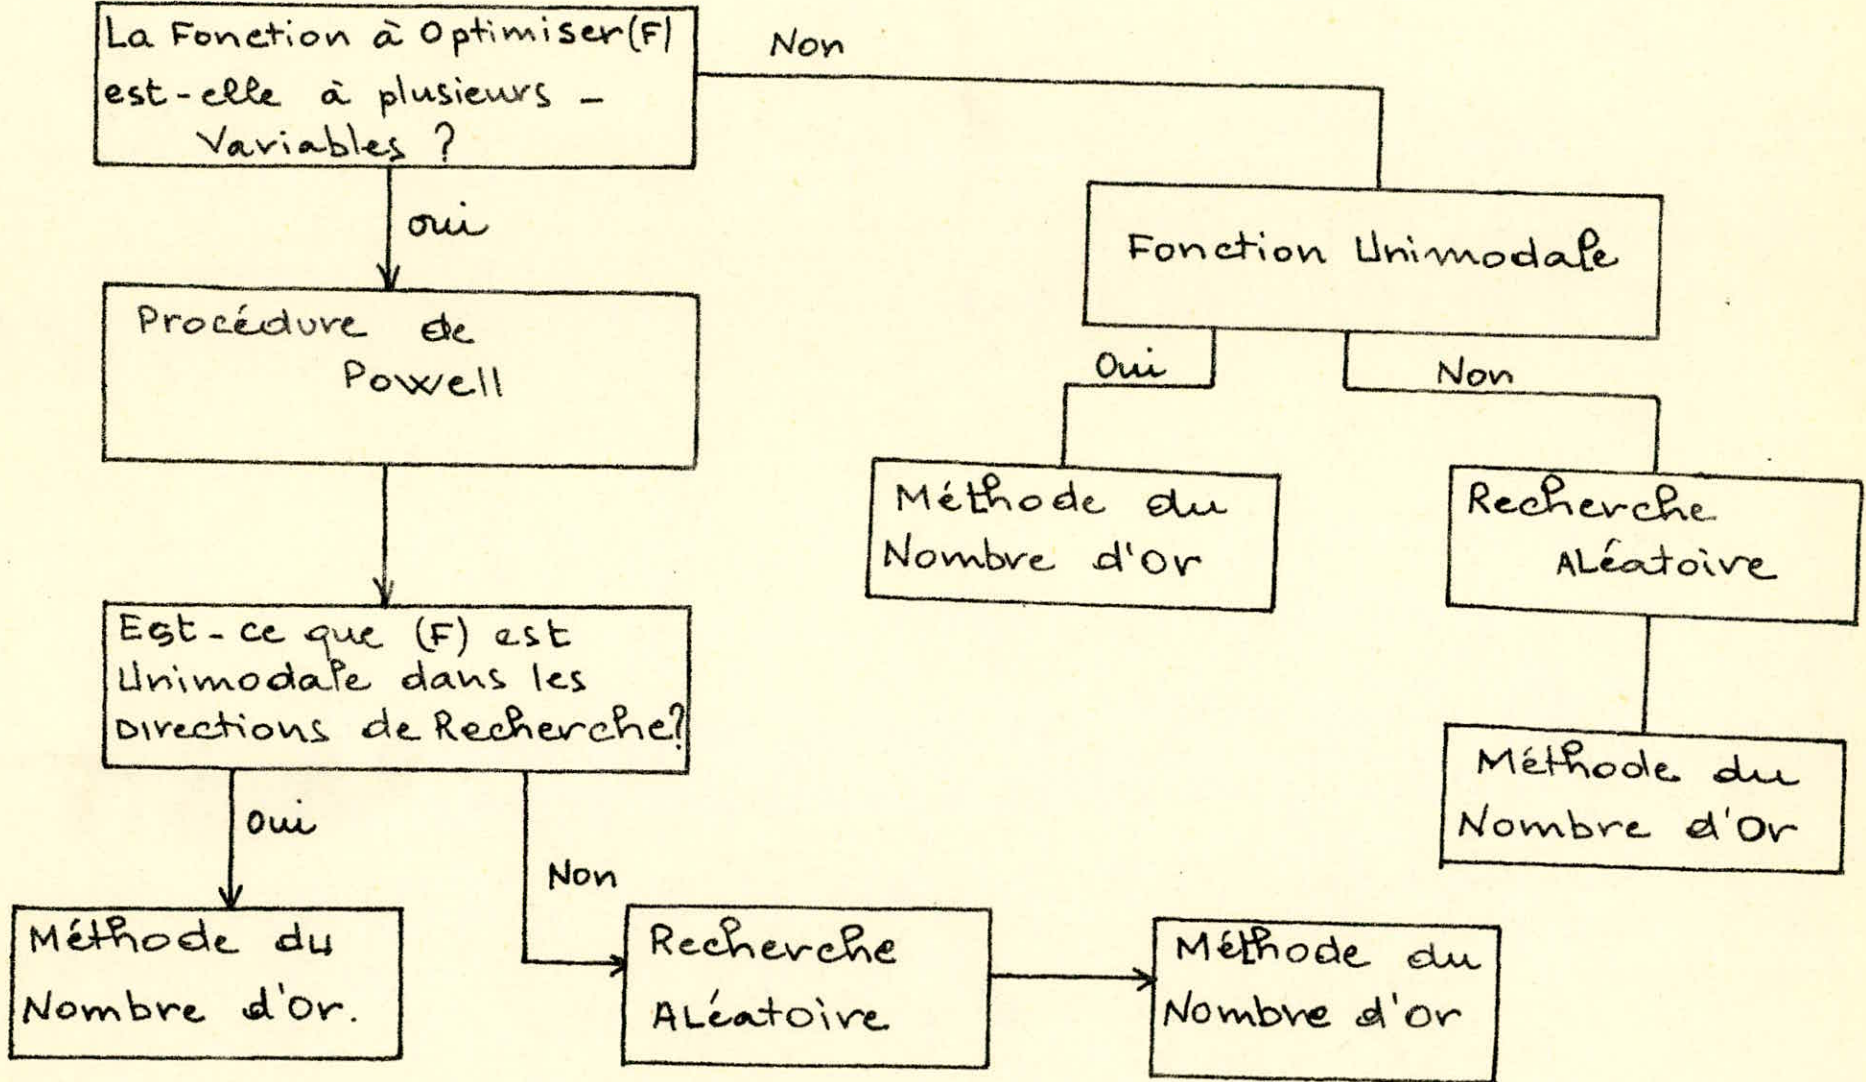 La Fonction à Optimiser (F)
est-elle à plusieurs -
Variables ?
Non
oui
Fonction Unimodale
Procédure de
Powell
Oui
Non
Méthode du
Nombre d'Or
Recherche
Aléatoire
Est-ce que (F) est
Unimodale dans les
Directions de Recherche?
Méthode du
Nombre d'Or
oui
Non
Méthode du
Nombre d'Or.
Recherche
Aléatoire
Méthode du
Nombre d'Or